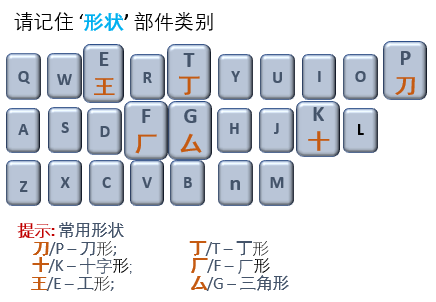 请记住 ‘形状’ 部件类别
Q W E R T Y U I O P
王 丁 刀
A S D F G H J K L
厂 厶 十
Z X C V B n M
提示: 常用形状
刀/P – 刀形; 丁/T – 丁形
十/K – 十字形; 厂/F – 厂形
王/E – 工形; 厶/G – 三角形